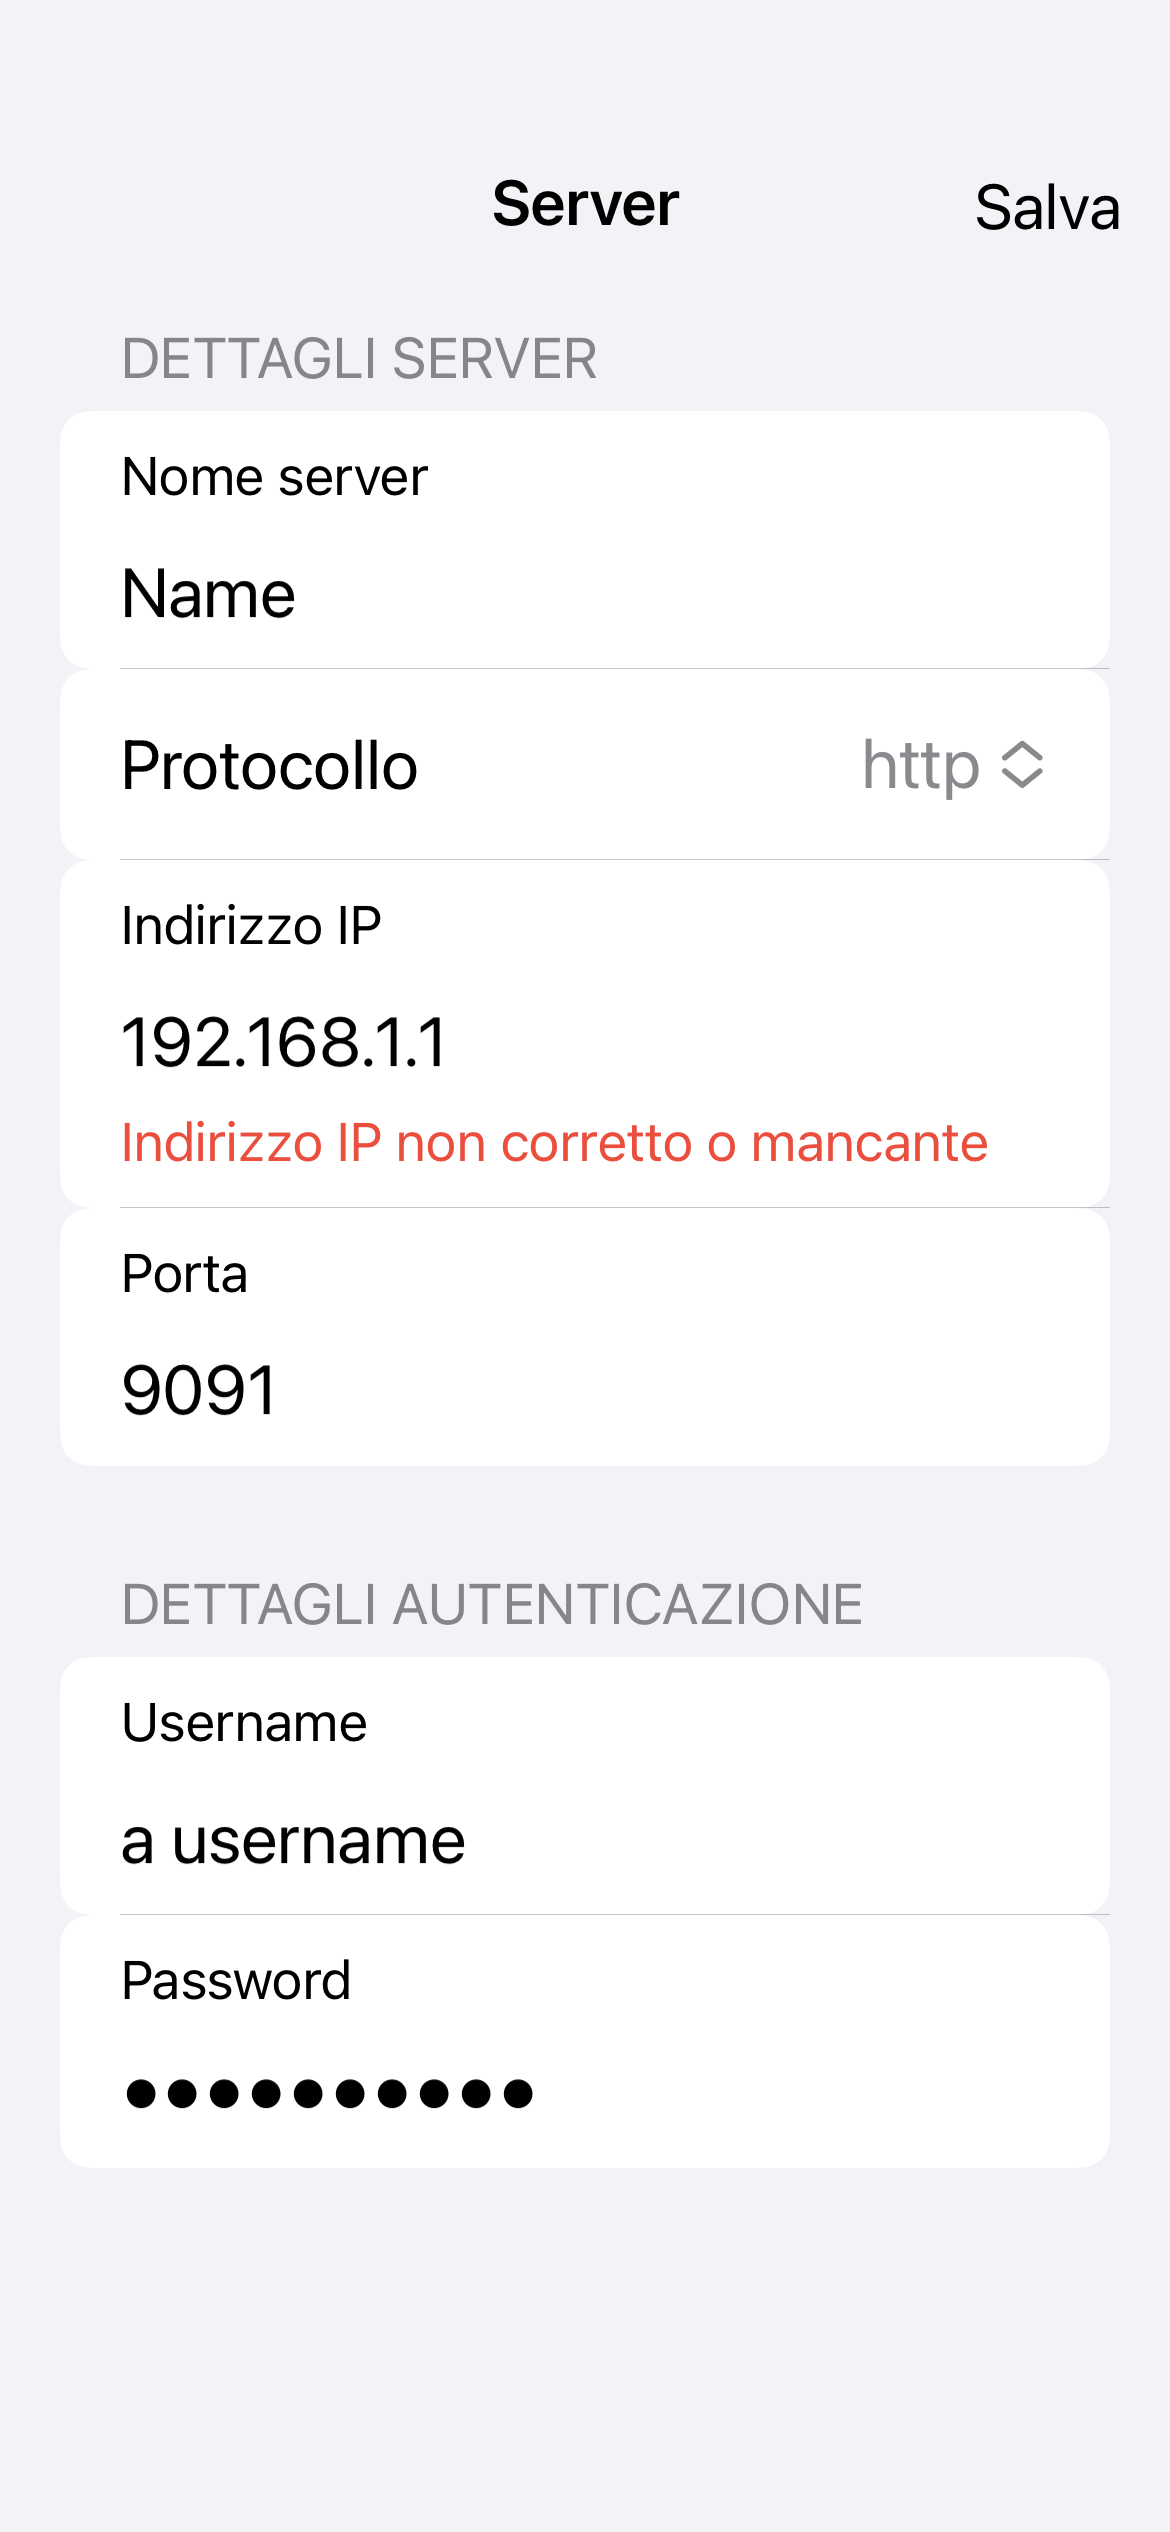 Server
Salva
DETTAGLI SERVER
Nome server
Name
Protocollo
http
Indirizzo IP
192.168.1.1
Indirizzo IP non corretto o mancante
Porta
9091
DETTAGLI AUTENTICAZIONE
Username
a username
Password
••••••••••